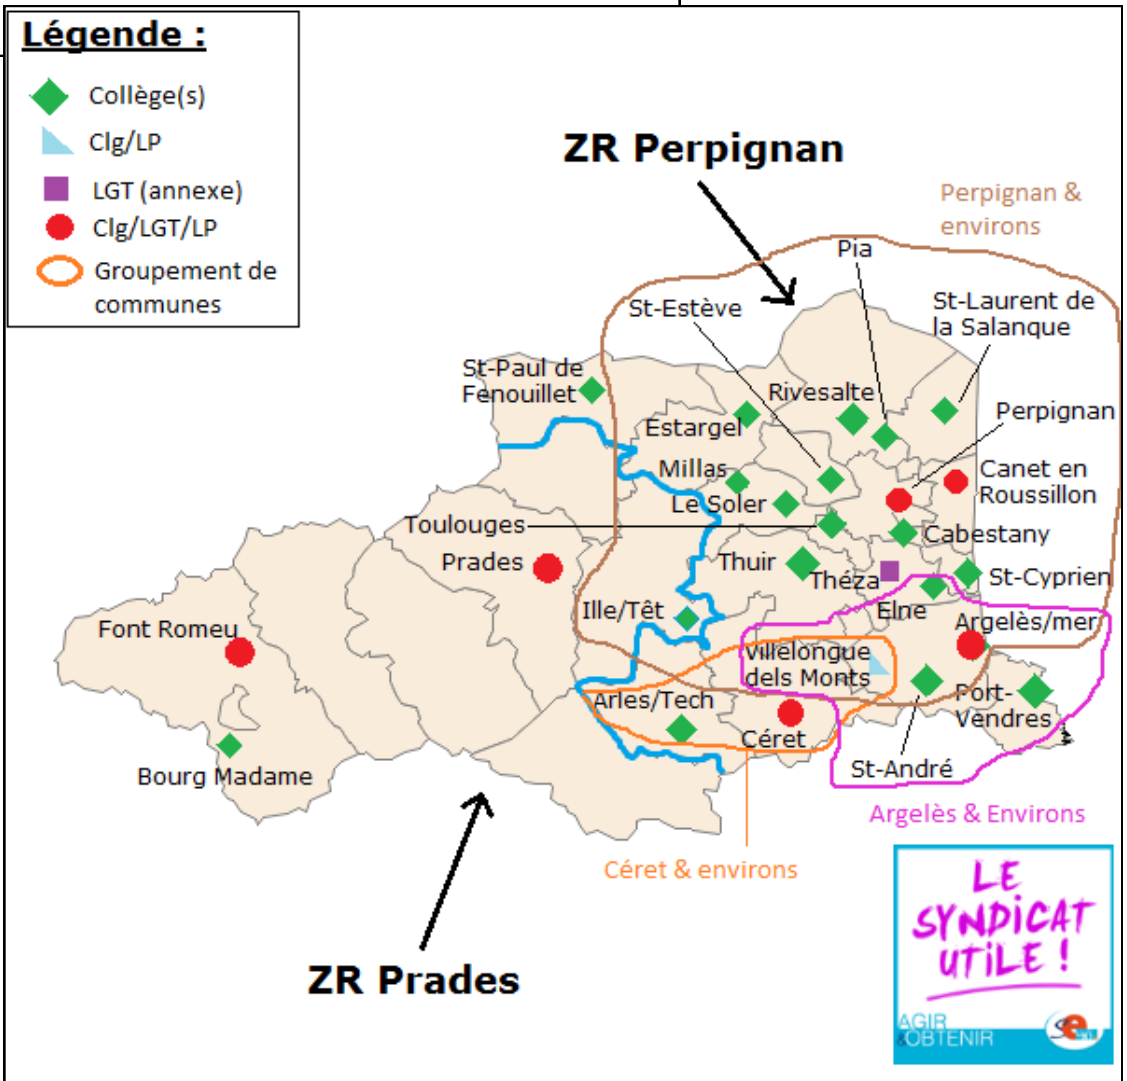 Légende :
Collège(s)
Clg/LP
LGT (annexe)
Clg/LGT/LP
Groupement de
communes
ZR Perpignan
Perpignan &
environs
Pia
St-Estève
St-Laurent de
la Salanque
St-Paul de
Fenouillet
Rivesalte
Estargel
Perpignan
Millas
Canet en
Roussillon
Le Soler
Toulouges
Cabestany
Prades
Thuir
Théza
St-Cyprien
Ille/Têt
Elne
Argelès/mer
Font Romeu
Villelongue
dels Monts
Arles/Tech
Port-
Vendres
Céret
St-André
Bourg Madame
Argelès & Environs
Céret & environs
ZR Prades
LE
SYNDICAT
UTILE !
AGIR
&OBTENIR